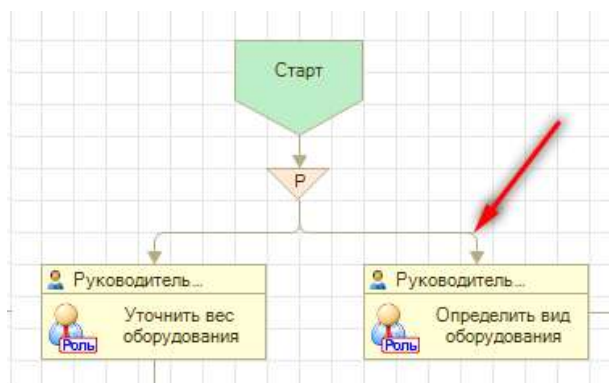 Старт
Р
Руководитель...
Уточнить вес
оборудования
Роль
Руководитель...
Определить вид
оборудования
Роль